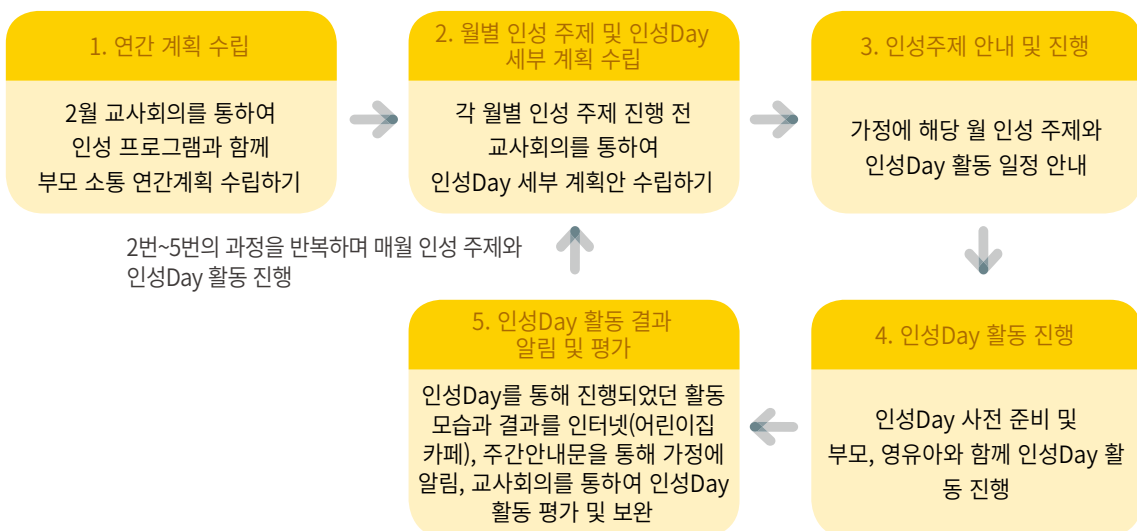 1. 연간 계획 수립
2월 교사회의를 통하여
인성 프로그램과 함께
부모 소통 연간계획 수립하기
2. 월별 인성 주제 및 인성Day
세부 계획 수립
각 월별 인성 주제 진행 전
교사회의를 통하여
인성Day 세부 계획안 수립하기
3. 인성주제 안내 및 진행
가정에 해당 월 인성 주제와
인성Day 활동 일정 안내
4. 인성Day 활동 진행
인성Day 사전 준비 및
부모, 영유아와 함께 인성Day 활
동 진행
5. 인성Day 활동 결과
알림 및 평가
인성Day를 통해 진행되었던 활동
모습과 결과를 인터넷(어린이집
카페), 주간안내문을 통해 가정에
알림, 교사회의를 통하여 인성Day
활동 평가 및 보완
2번~5번의 과정을 반복하며 매월 인성 주제와
인성Day 활동 진행